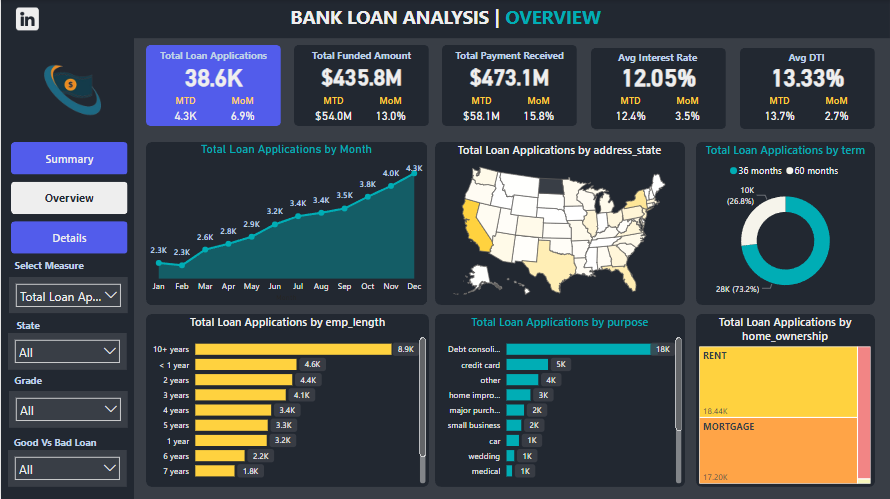 in
BANK LOAN ANALYSIS | OVERVIEW
Total Loan Applications
38.6K
MTD MoM
4.3K 6.9%
Total Funded Amount
$435.8M
MTD MoM
$54.0M 13.0%
Total Payment Received
$473.1M
MTD MoM
$58.1M 15.8%
Avg Interest Rate
12.05%
MTD MoM
12.4% 3.5%
Avg DTI
13.33%
MTD MoM
13.7% 2.7%
$
Summary
Overview
Details
Select Measure
Total Loan Ap...
State
All
Grade
All
Good Vs Bad Loan
All
Total Loan Applications by Month
2.3K 2.3K 2.6K 2.8K 2.9K 3.2K 3.4K 3.4K 3.5K 3.8K 4.0K 4.3K
Jan Feb Mar Apr May Jun Jul Aug Sep Oct Nov Dec
Total Loan Applications by address_state
Total Loan Applications by term
36 months 60 months
10K
(26.8%)
28K (73.2%)
Total Loan Applications by emp_length
10+ years 8.9K
< 1 year 4.6K
2 years 4.4K
3 years 4.1K
4 years 3.4K
5 years 3.3K
1 year 3.2K
6 years 2.2K
7 years 1.8K
Total Loan Applications by purpose
Debt consoli... 18K
credit card 5K
other 4K
home impro... 3K
major purch... 2K
small business 2K
car 1K
wedding 1K
medical 1K
Total Loan Applications by
home_ownership
RENT
18.44K
MORTGAGE
17.20K